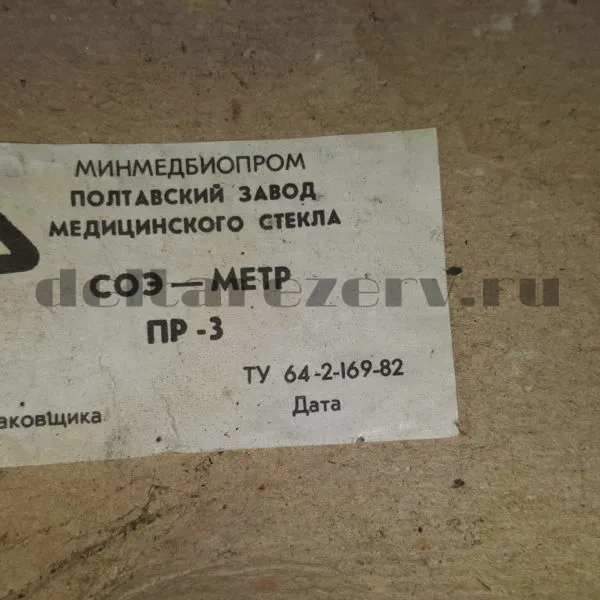 МИНМЕДБИОПРОМ
ПОЛТАВСКИЙ ЗАВОД
МЕДИЦИНСКОГО СТЕКЛА
СОЭ — МЕТР
deltarezerv.ru
ПР - 3
ТУ 64-2-169-82
Дата
аковщика